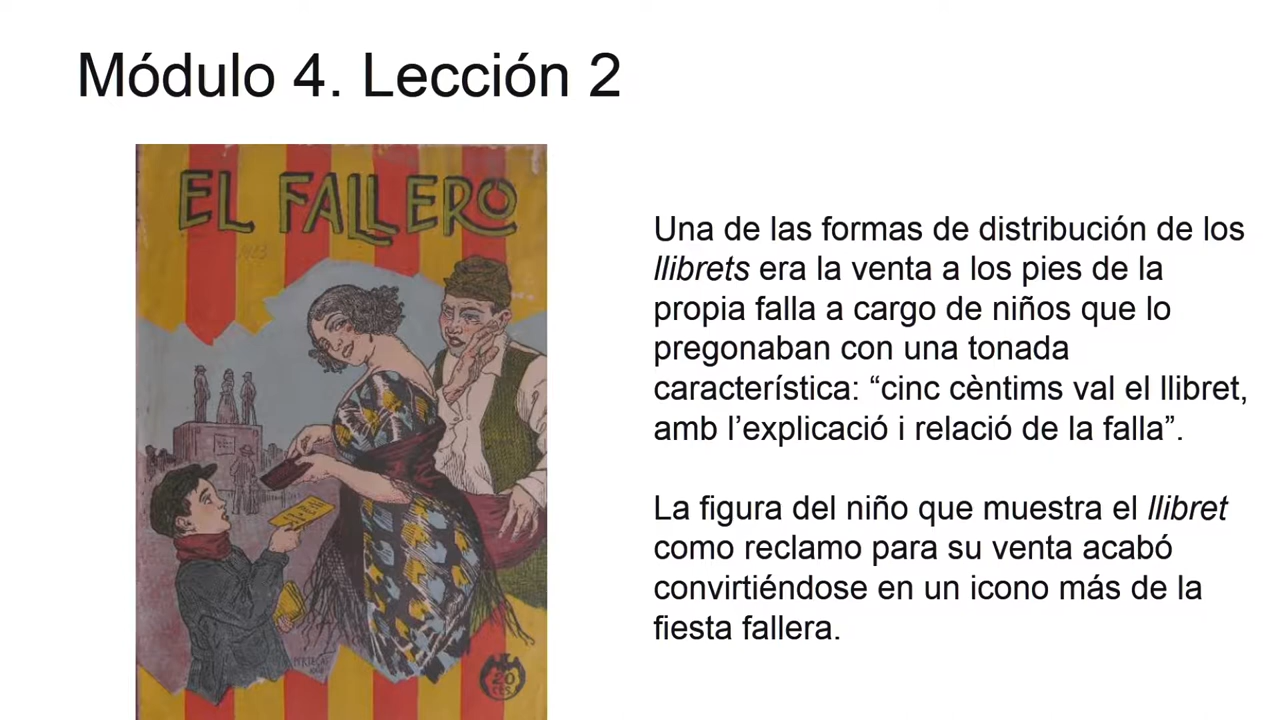 Módulo 4. Lección 2
EL FALLERO
1923
Una de las formas de distribución de los
llibrets era la venta a los pies de la
propia falla a cargo de niños que lo
pregonaban con una tonada
característica: “cinc cèntims val el llibret,
amb l’explicació i relació de la falla”.
La figura del niño que muestra el llibret
como reclamo para su venta acabó
convirtiéndose en un icono más de la
fiesta fallera.
20
CTS.